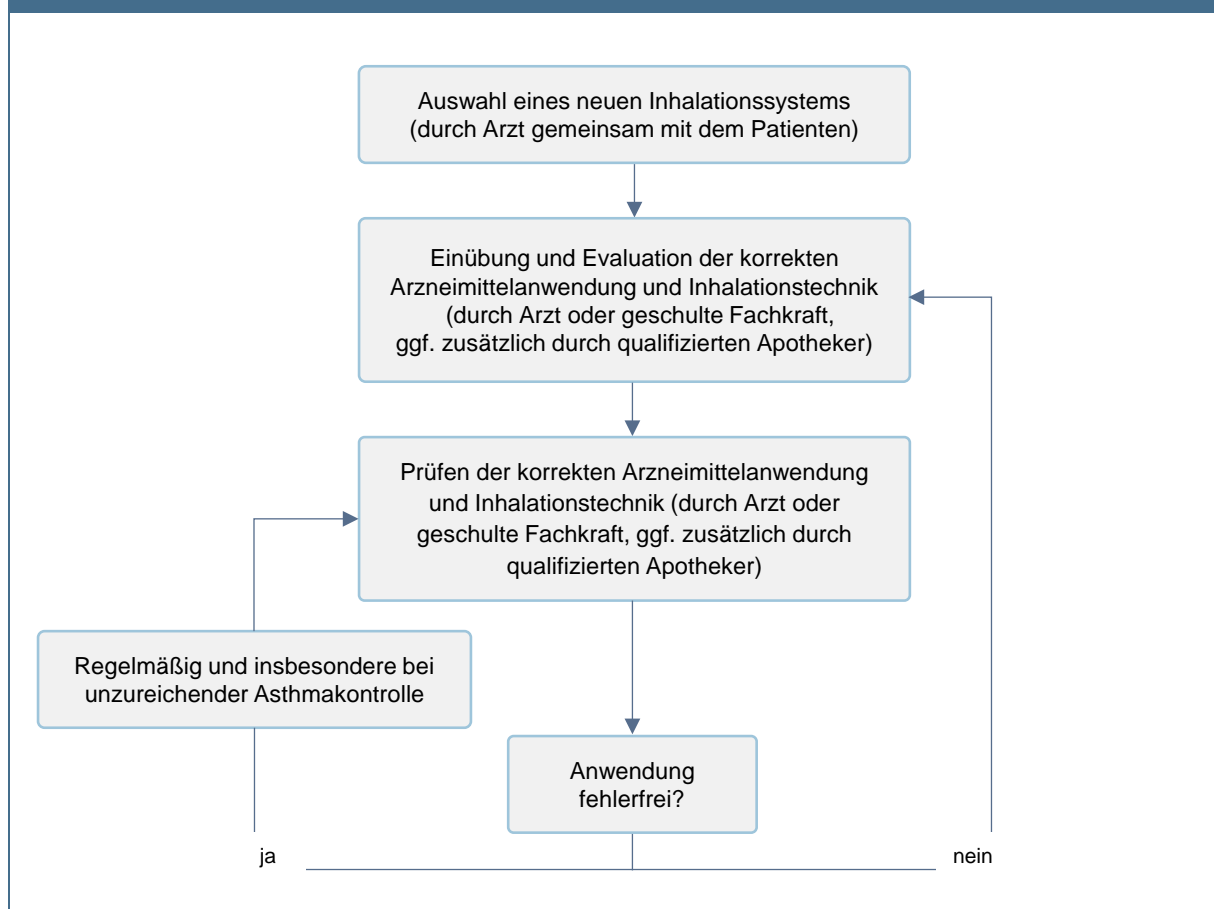 Auswahl eines neuen Inhalationssystems
(durch Arzt gemeinsam mit dem Patienten)
Einübung und Evaluation der korrekten
Arzneimittelanwendung und Inhalationstechnik
(durch Arzt oder geschulte Fachkraft,
ggf. zusätzlich durch qualifizierten Apotheker)
Prüfen der korrekten Arzneimittelanwendung
und Inhalationstechnik (durch Arzt oder
geschulte Fachkraft, ggf. zusätzlich durch
qualifizierten Apotheker)
Regelmäßig und insbesondere bei
unzureichender Asthmakontrolle
Anwendung
fehlerfrei?
ja
nein